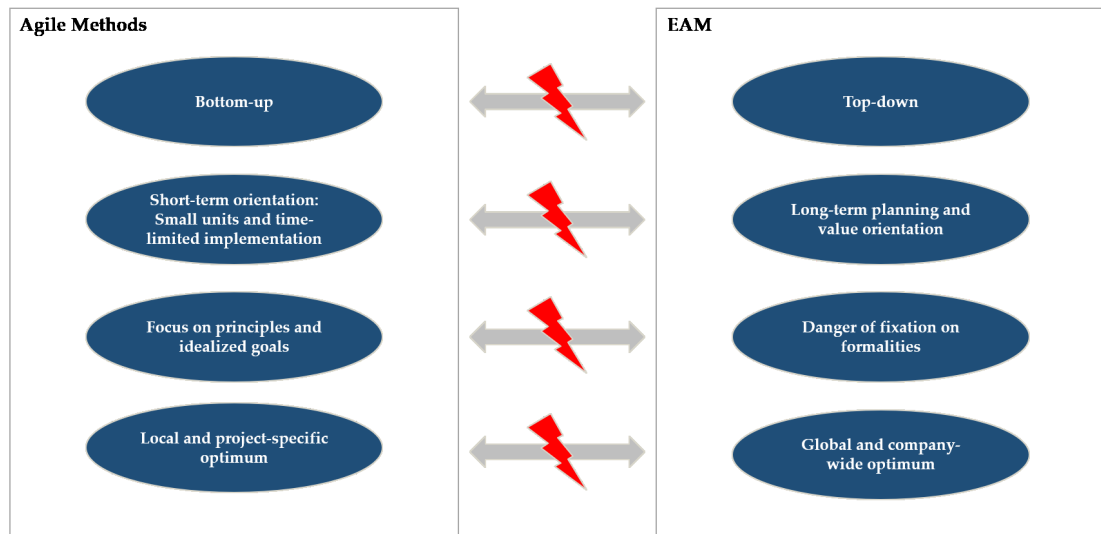 Agile Methods
EAM
Bottom-up
Top-down
Short-term orientation:
Small units and time-
limited implementation
Long-term planning and
value orientation
Focus on principles and
idealized goals
Danger of fixation on
formalities
Local and project-specific
optimum
Global and company-
wide optimum